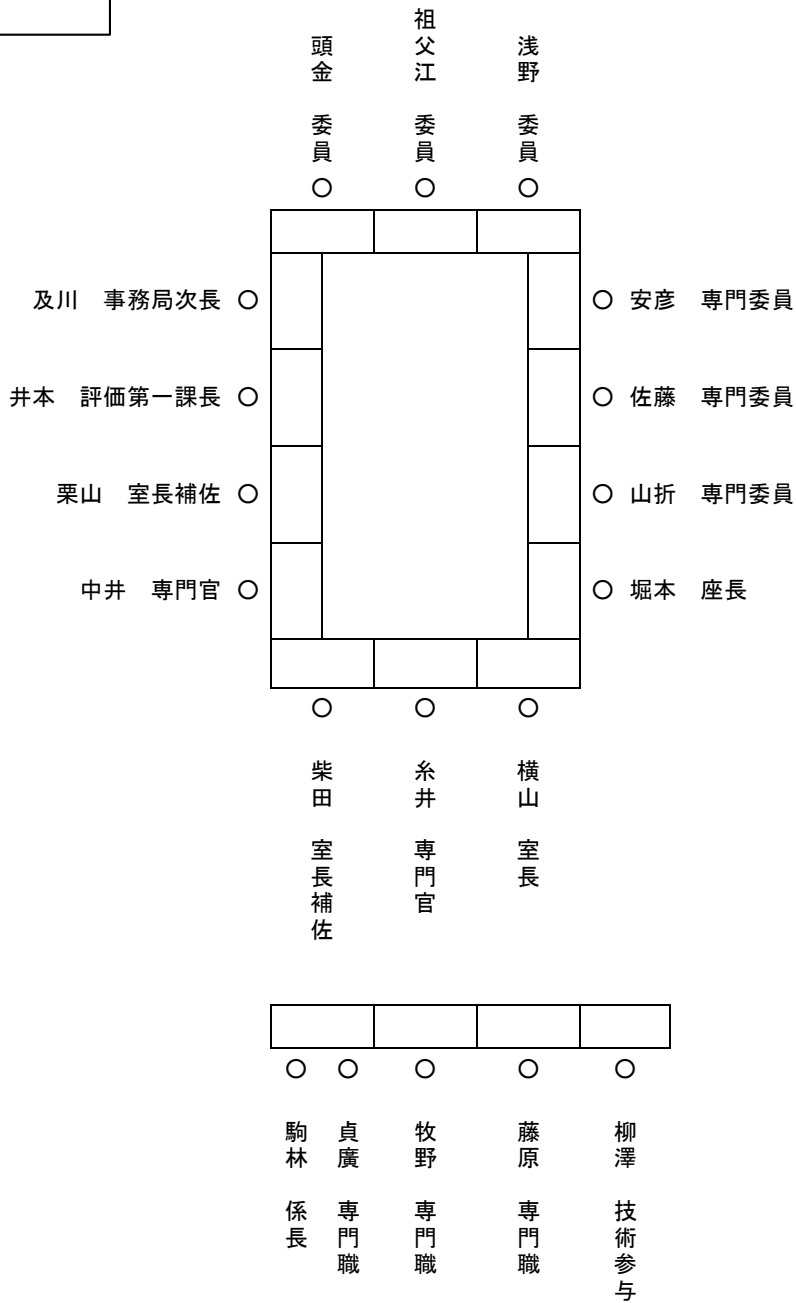 頭金　委員
祖父江　委員
浅野　委員
及川　事務局次長
安彦　専門委員
井本　評価第一課長
佐藤　専門委員
栗山　室長補佐
山折　専門委員
中井　専門官
堀本　座長
柴田　室長補佐
糸井　専門官
横山　室長
駒林　係長
貞廣　専門職
牧野　専門職
藤原　専門職
柳澤　技術参与